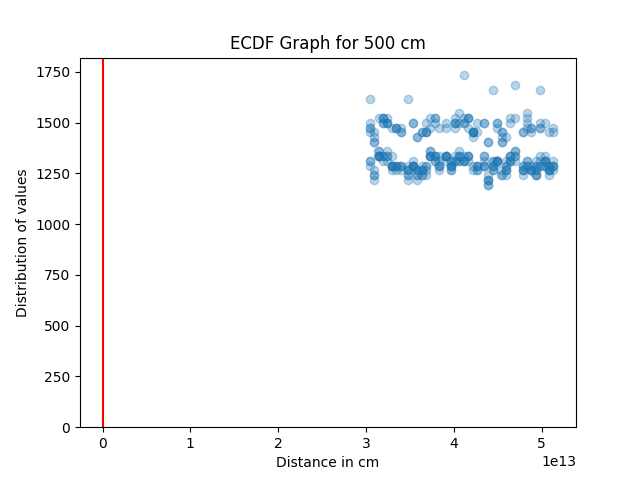 ECDF Graph for 500 cm
1750
1500
1250
1000
750
500
250
0
Distribution of values
0 1 2 3 4 5
1e13
Distance in cm